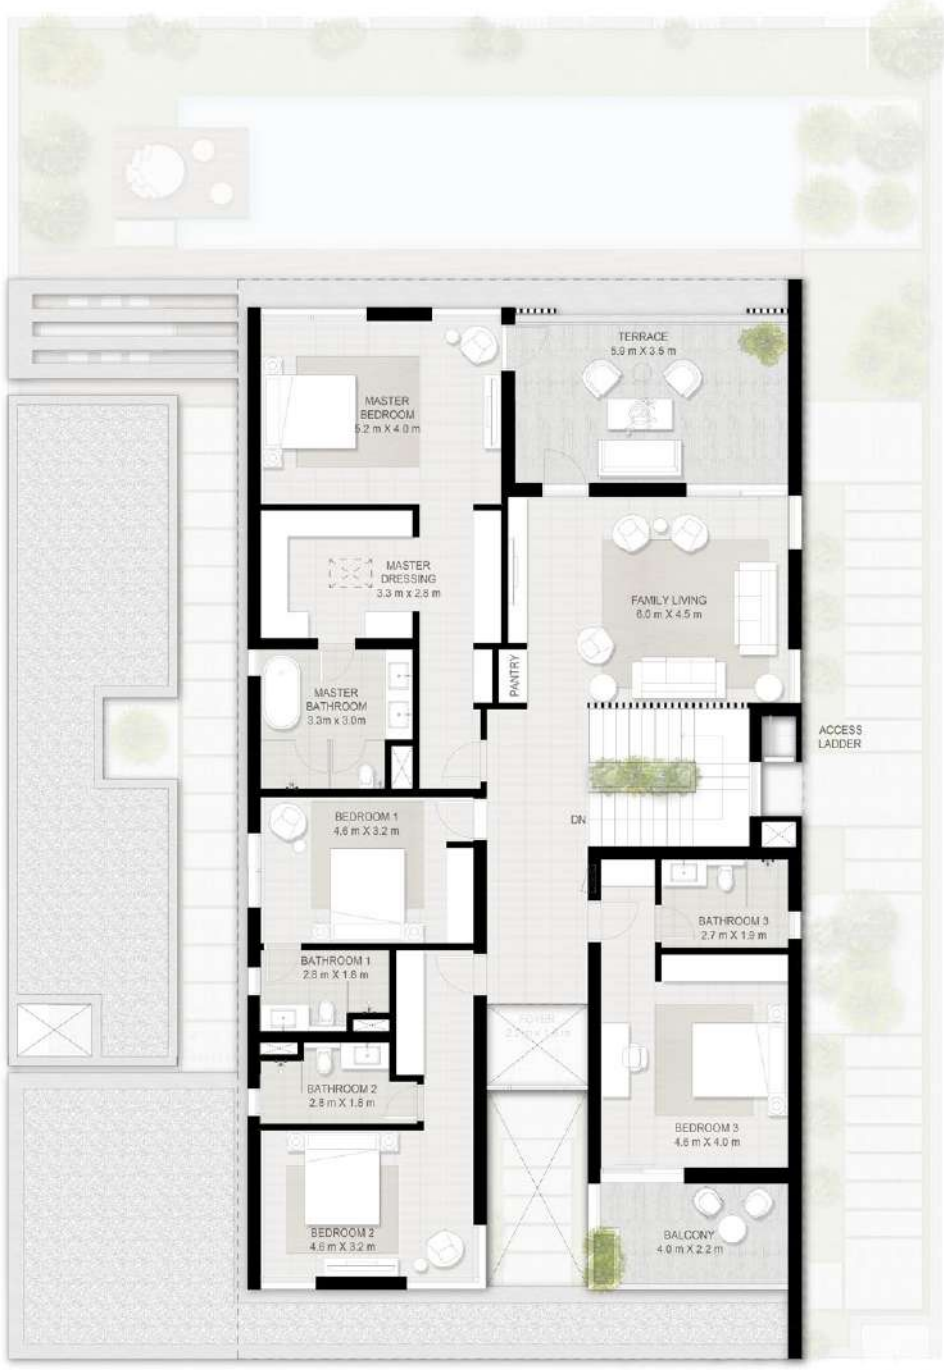 TERRACE
5.9 m X 3.5 m
MASTER
BEDROOM
5.2 m X 4.0 m
MASTER
DRESSING
3.3 m x 2.8 m
FAMILY LIVING
6.0 m X 4.5 m
PANTRY
MASTER
BATHROOM
3.3m x 3.0m
ACCESS
LADDER
DN
BEDROOM 1
4.6 m X 3.2 m
BATHROOM 3
2.7 m X 1.9 m
BATHROOM 1
2.8 m X 1.8 m
FOYER
BATHROOM 2
2.8 m X 1.8 m
BEDROOM 3
4.6 m X 4.0 m
BEDROOM 2
4.6 m X 3.2 m
BALCONY
4.0 m X 2.2 m